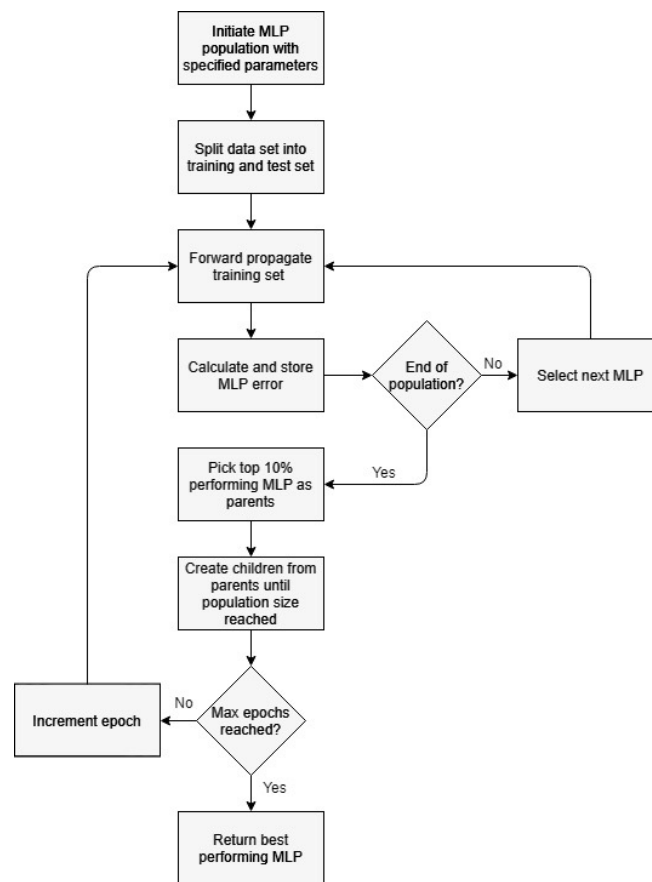 Initiate MLP
population with
specified parameters
Split data set into
training and test set
Forward propagate
training set
Calculate and store
MLP error
End of
population?
No
Select next MLP
Yes
Pick top 10%
performing MLP as
parents
Create children from
parents until
population size
reached
Max epochs
reached?
No
Increment epoch
Yes
Return best
performing MLP